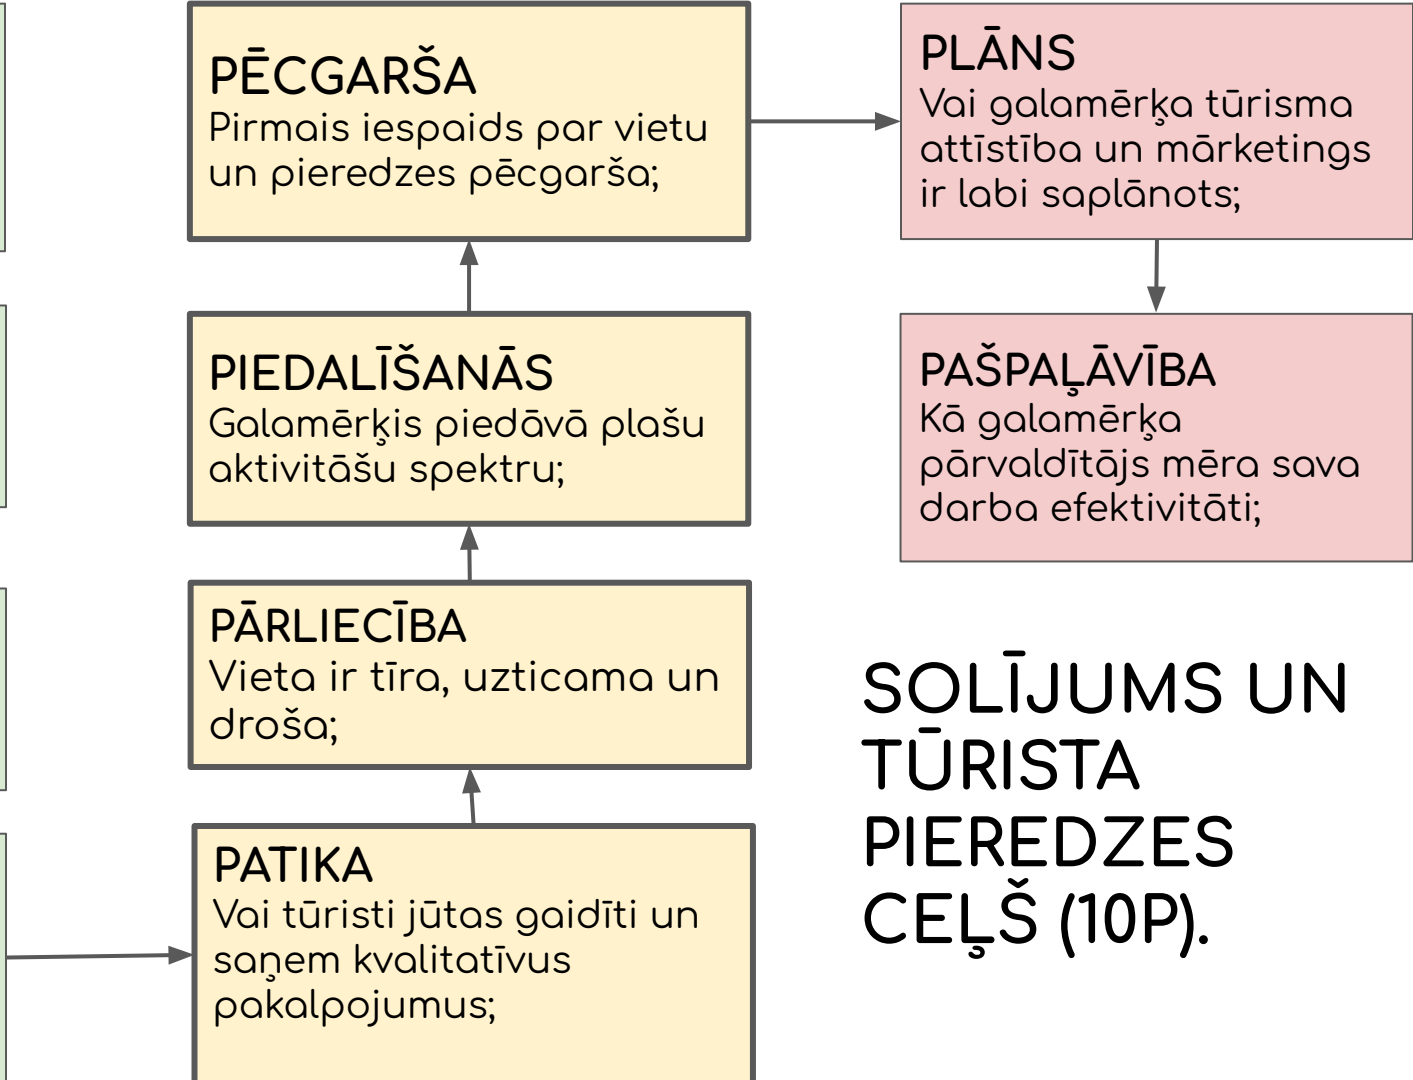 PĒCGARŠA
Pirmais iespaids par vietu
un pieredzes pēcgarša;
PIEDALĪŠANĀS
Galamērķis piedāvā plašu
aktivitāšu spektru;
PĀRLIECĪBA
Vieta ir tīra, uzticama un
droša;
PATIKA
Vai tūristi jūtas gaidīti un
saņem kvalitatīvus
pakalpojumus;
PLĀNS
Vai galamērķa tūrisma
attīstība un mārketings
ir labi saplānots;
PAŠPAĻĀVĪBA
Kā galamērķa
pārvaldītājs mēra sava
darba efektivitāti;
SOLĪJUMS UN
TŪRISTA
PIEREDZES
CEĻŠ (10P).